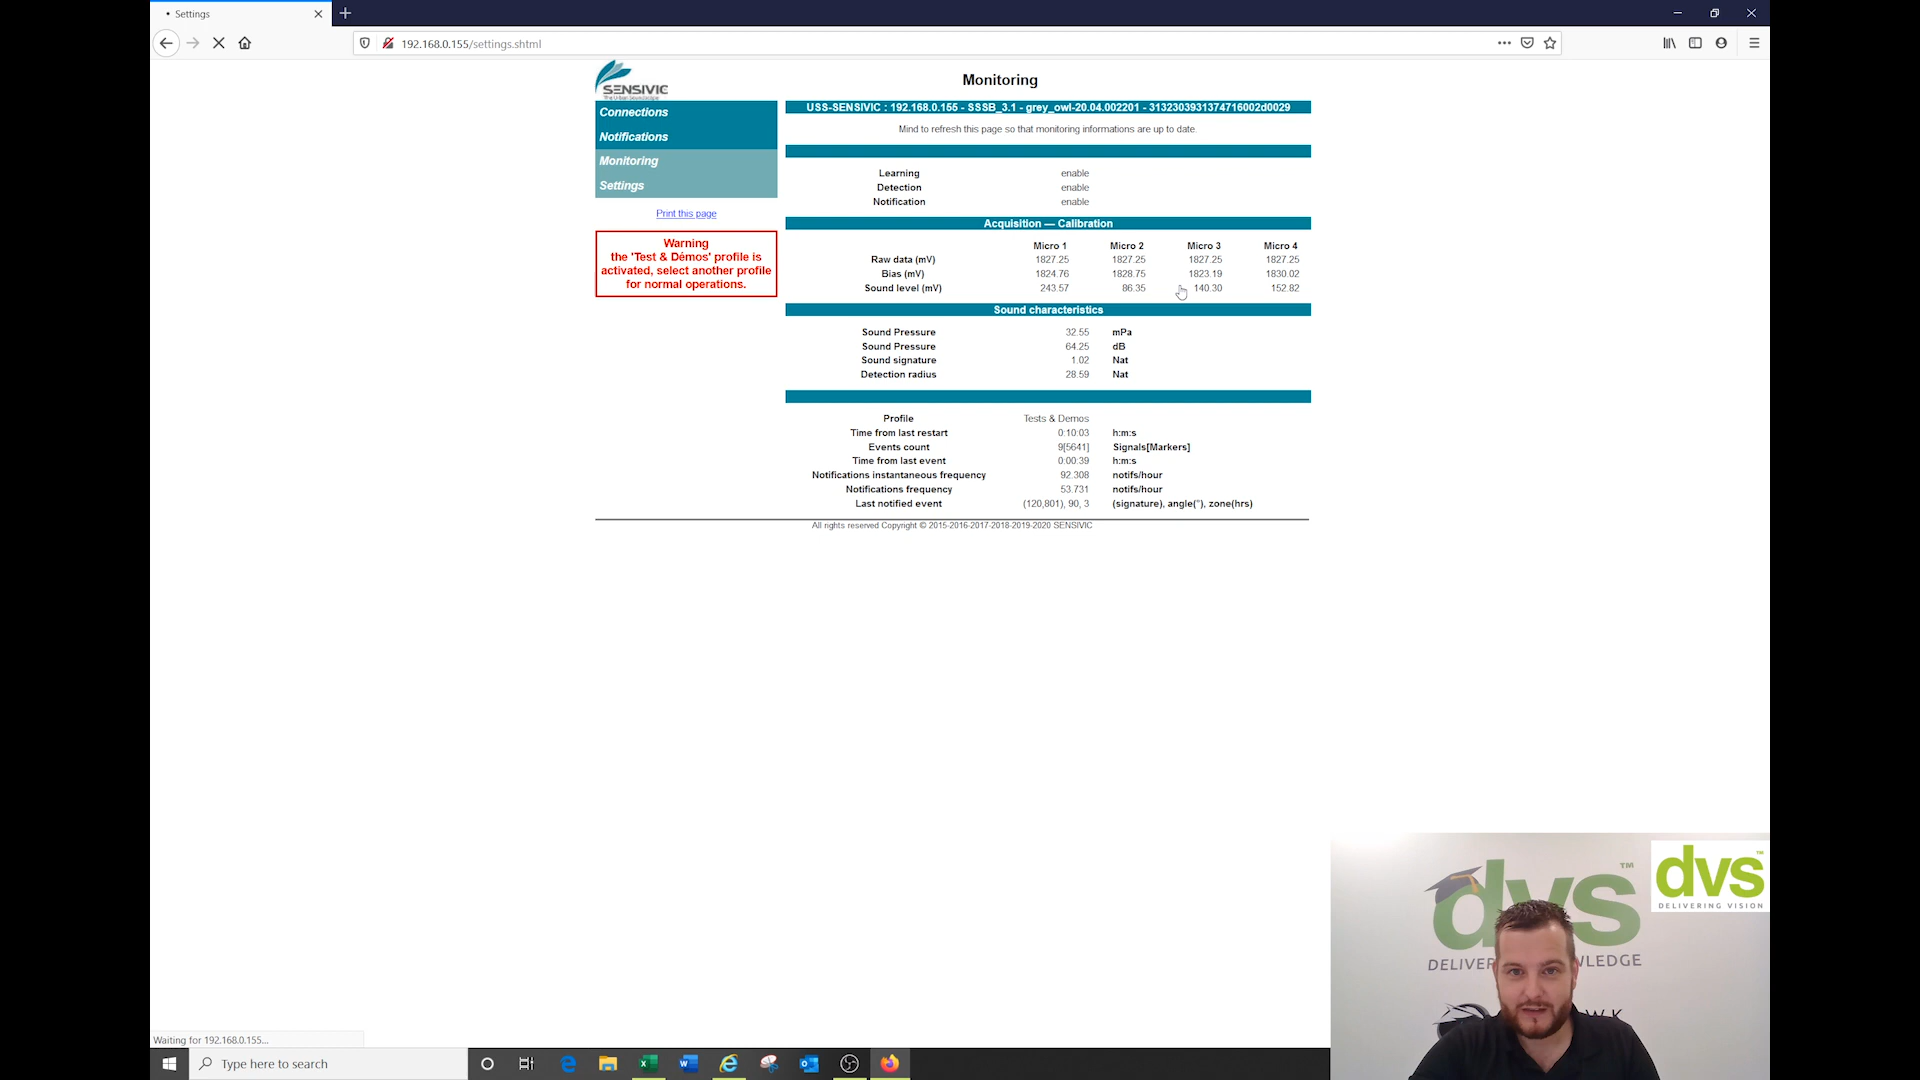 Settings
192.168.0.155/settings.shtml
SENSIVIC
Monitoring
Connections
Notifications
Monitoring
Settings
Print this page
Warning
the 'Test & Démos' profile is
activated, select another profile
for normal operations.
USS-SENSIVIC : 192.168.0.155 - SSSB_3.1 - grey_owl-20.04.002201 - 3132303931374716002d0029
Mind to refresh this page so that monitoring informations are up to date.
Learning enable
Detection enable
Notification enable
Acquisition — Calibration
Micro 1 Micro 2 Micro 3 Micro 4
Raw data (mV) 1827.25 1827.25 1827.25 1827.25
Bias (mV) 1824.76 1828.75 1823.19 1830.02
Sound level (mV) 243.57 86.35 140.30 152.82
Sound characteristics
Sound Pressure 32.55 mPa
Sound Pressure 64.25 dB
Sound signature 1.02 Nat
Detection radius 28.59 Nat
Profile Tests & Demos
Time from last restart 0:10:03 h:m:s
Events count 9[5641] Signals[Markers]
Time from last event 0:00:39 h:m:s
Notifications instantaneous frequency 92.308 notifs/hour
Notifications frequency 53.731 notifs/hour
Last notified event (120,801), 90, 3 (signature), angle(°), zone(hrs)
All rights reserved Copyright © 2015-2016-2017-2018-2019-2020 SENSIVIC
dvs™
DELIVERING VISION
Waiting for 192.168.0.155...
Type here to search